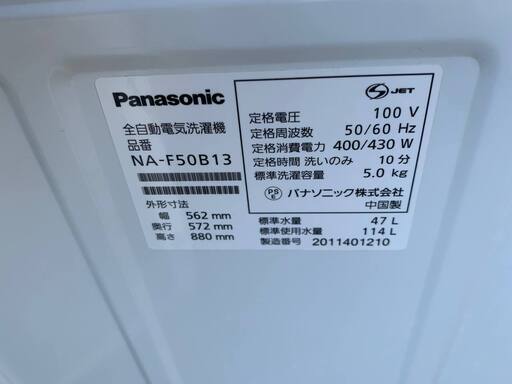 Panasonic
全自動電気洗濯機
品番
NA-F50B13
外形寸法
幅 562 mm
奥行 572 mm
高さ 880 mm
JET
定格電圧 100 V
定格周波数 50/60 Hz
定格消費電力 400/430 W
定格時間 洗いのみ 10 分
標準洗濯容量 5.0 kg
PS E パナソニック株式会社
中国製
標準水量 47 L
標準使用水量 114 L
製造番号 2011401210